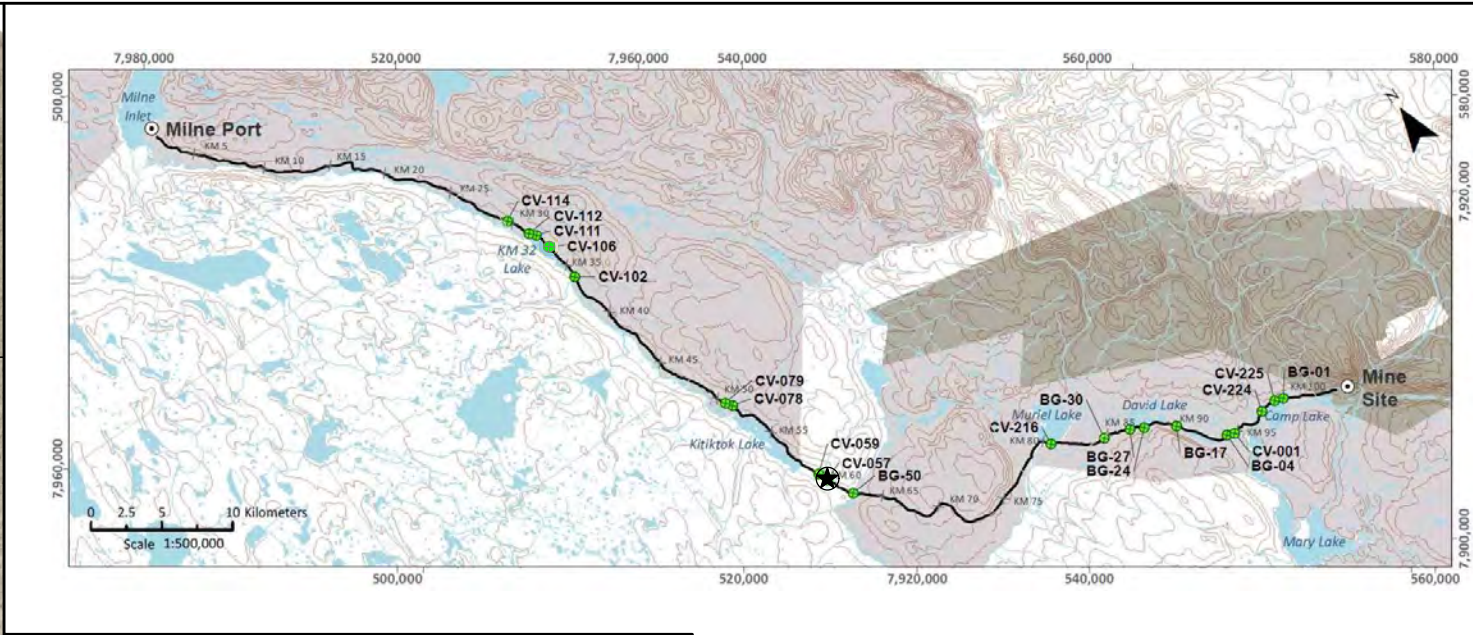 7,980,000
520,000
7,960,000
540,000
560,000
580,000
500,000
580,000
Milne
Inlet
Milne Port
N
KM 5
KM 10
KM 15
KM 20
KM 25
7,920,000
CV-114
KM 30
CV-112
CV-111
KM 32
Lake
CV-106
KM 35
CV-102
KM 40
KM 45
CV-079
KM 50
CV-078
KM 55
Kitiktok Lake
CV-225
BG-01
KM 100
Mine
Site
CV-224
Camp Lake
BG-30
David Lake
Muriel Lake
CV-216
KM 80
KM 85
KM 90
KM 95
BG-27
BG-24
BG-17
CV-001
BG-04
CV-059
CV-057
KM 60
BG-50
KM 65
KM 70
KM 75
7,960,000
0 2.5 5 10 Kilometers
Scale 1:500,000
Mary Lake
7,900,000
500,000
520,000
7,920,000
540,000
560,000